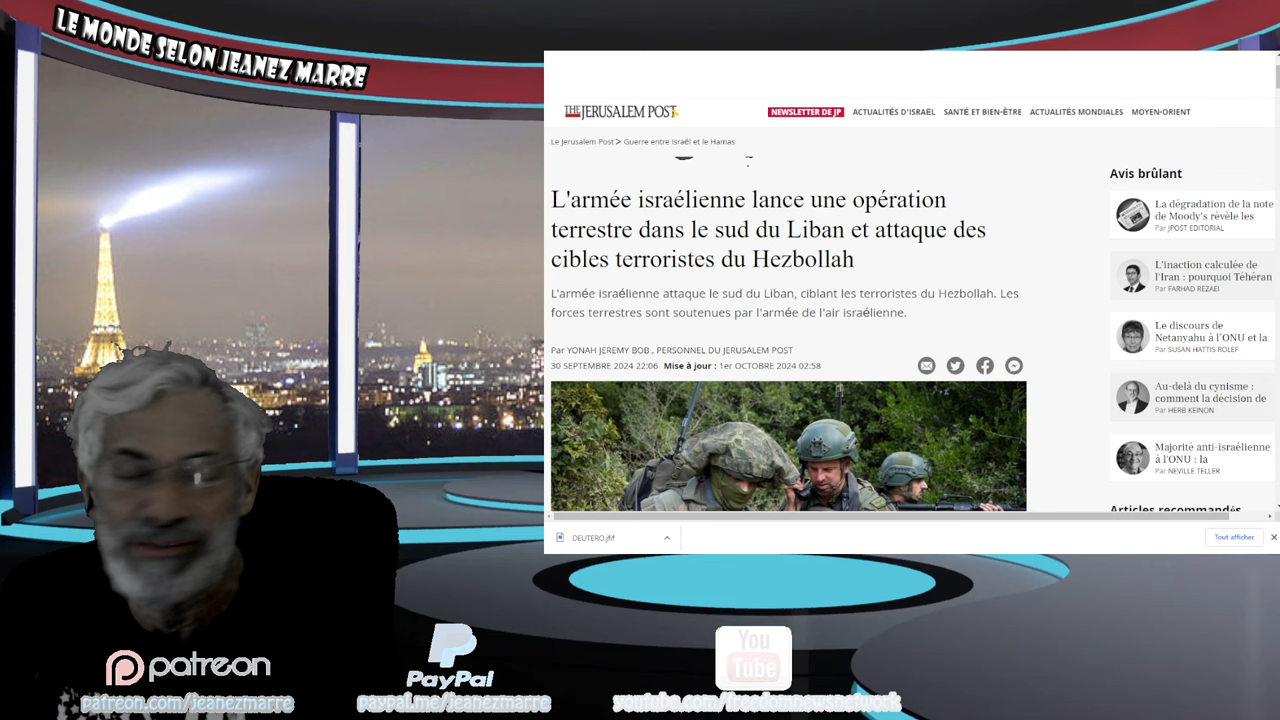 LE MONDE SELON JEANEZ MARRE
THE JERUSALEM POST
NEWSLETTER DE JP ACTUALITÉS D'ISRAËL SANTÉ ET BIEN-ÊTRE ACTUALITÉS MONDIALES MOYEN-ORIENT
Le Jerusalem Post > Guerre entre Israël et le Hamas
L'armée israélienne lance une opération
terrestre dans le sud du Liban et attaque des
cibles terroristes du Hezbollah
L'armée israélienne attaque le sud du Liban, ciblant les terroristes du Hezbollah. Les
forces terrestres sont soutenues par l'armée de l'air israélienne.
Par YONAH JEREMY BOB , PERSONNEL DU JERUSALEM POST
30 SEPTEMBRE 2024 22:06 Mise à jour : 1er OCTOBRE 2024 02:58
Avis brûlant
La dégradation de la note
de Moody's révèle les
Par JPOST EDITORIAL
L'inaction calculée de
l'Iran : pourquoi Téhéran
Par FARHAD REZAEI
Le discours de
Netanyahu à l'ONU et la
Par SUSAN HATTIS ROLEF
Au-delà du cynisme :
comment la décision de
Par HERB KEINON
Majorité anti-israélienne
à l'ONU : la
Par NEVILLE TELLER
Articles recommandés
DEUTERO.jfif
Tout afficher
patreon
patreon.com/jeanezmarre
PayPal
paypal.me/jeanezmarre
You
Tube
youtube.com/freedomnewsnetwork